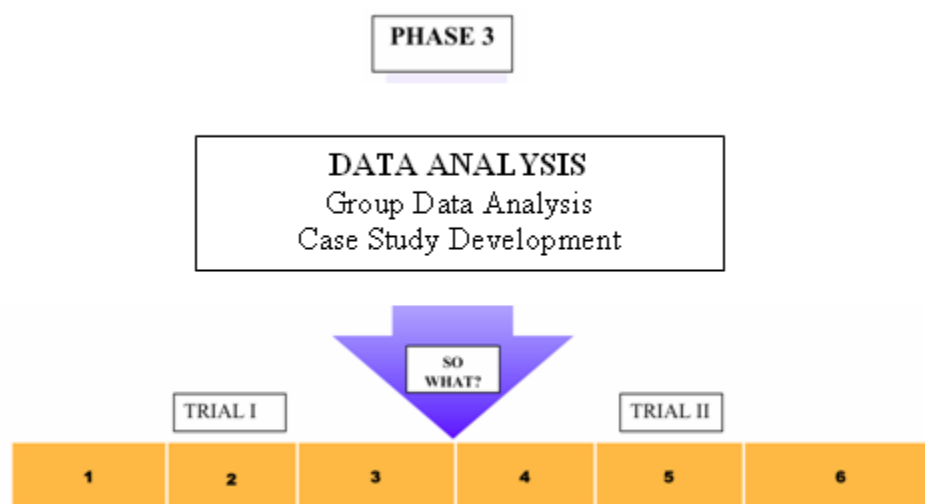 PHASE 3
DATA ANALYSIS
Group Data Analysis
Case Study Development
SO
WHAT?
TRIAL I
TRIAL II
1 2 3 4 5 6